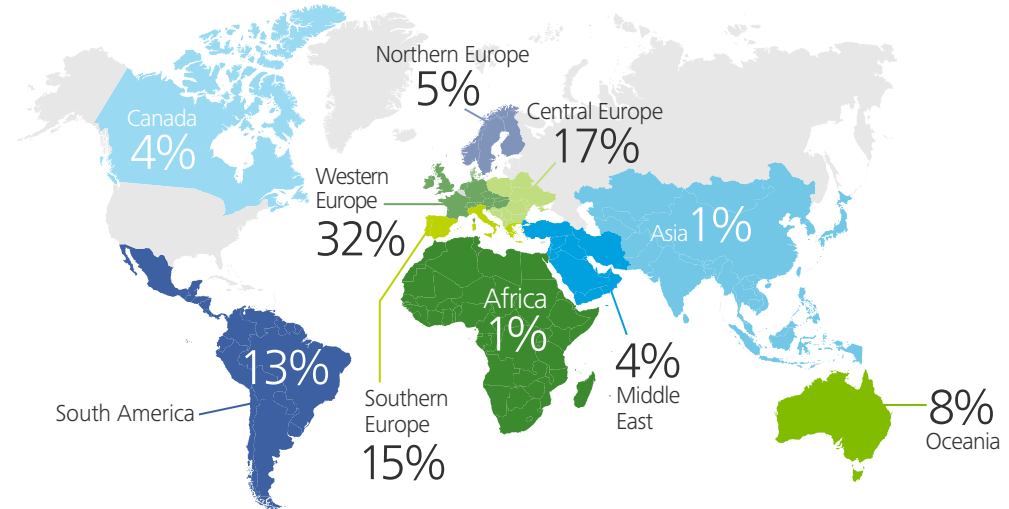 Northern Europe
5%
Central Europe
17%
Canada
4%
Western
Europe
32%
Asia 1%
Africa
1%
13%
South America
Southern
Europe
15%
4%
Middle
East
8%
Oceania